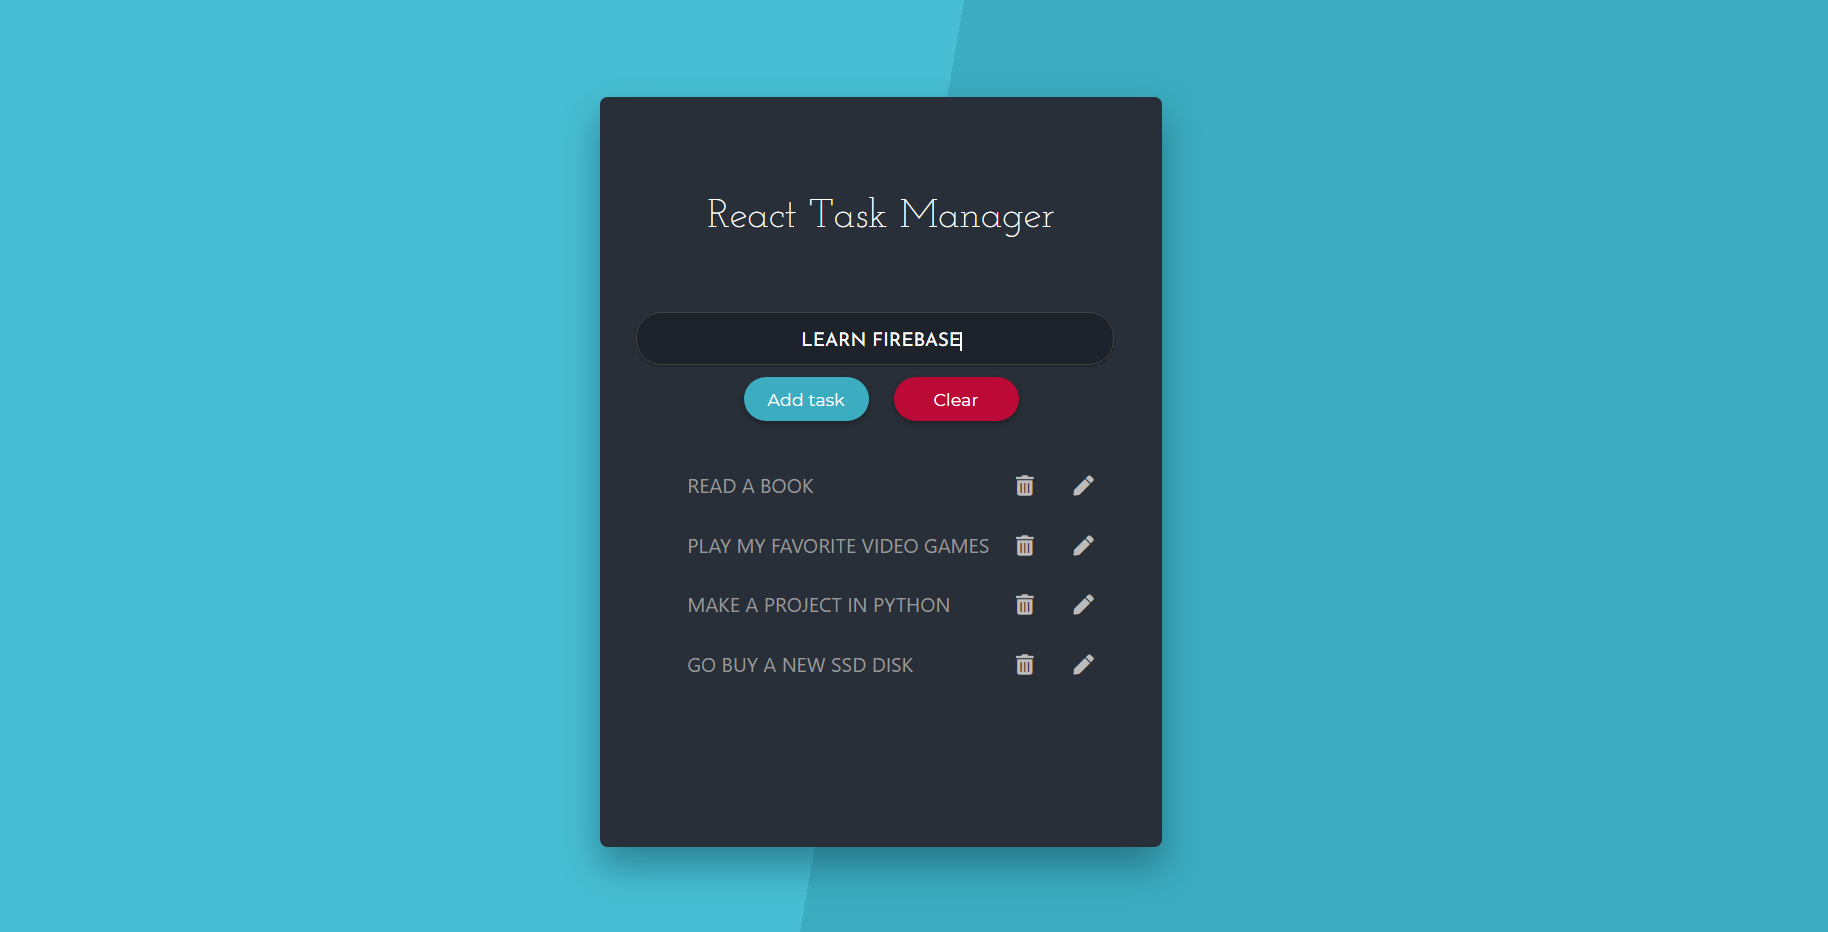 React Task Manager
LEARN FIREBASE
Add task Clear
READ A BOOK
PLAY MY FAVORITE VIDEO GAMES
MAKE A PROJECT IN PYTHON
GO BUY A NEW SSD DISK